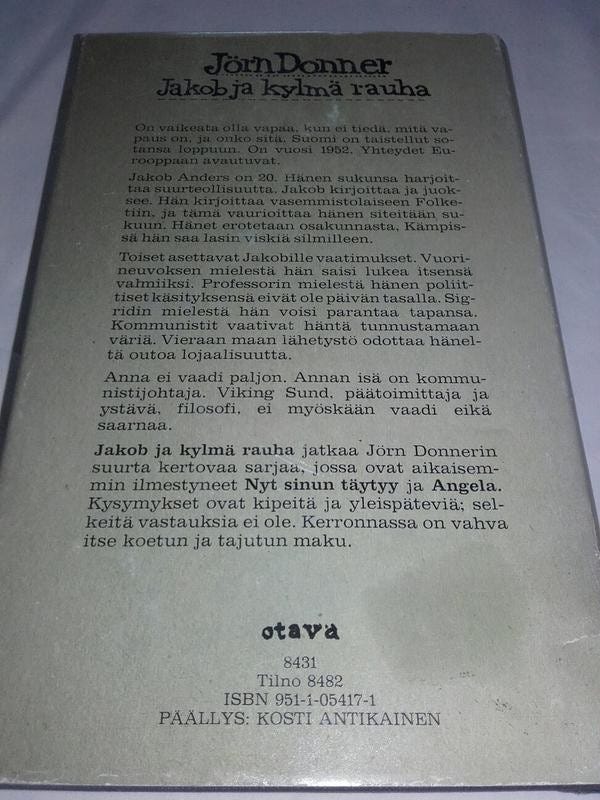 Jörn Donner
Jakob ja kylmä rauha
On vaikeata olla vapaa, kun ei tiedä, mitä va-
paus on, ja onko sitä. Suomi on taistellut so-
tansa loppuun. On vuosi 1952. Yhteydet Eu-
rooppaan avautuvat.
Jakob Anders on 20. Hänen sukunsa harjoit-
taa suurteollisuutta. Jakob kirjoittaa ja juok-
see. Hän kirjoittaa vasemmistolaiseen Folke-
tiin, ja tämä vaurioittaa hänen siteitään su-
kuun. Hänet erotetaan osakunnasta. Kämpis-
sä hän saa lasin viskiä silmilleen.
Toiset asettavat Jakobille vaatimukset. Vuori-
neuvoksen mielestä hän saisi lukea itsensä
valmiiksi. Professorin mielestä hänen poliit-
tiset käsityksensä eivät ole päivän tasalla. Sig-
ridin mielestä hän voisi parantaa tapansa.
Kommunistit vaativat häntä tunnustamaan
väriä. Vieraan maan lähetystö odottaa hänel-
tä outoa lojaalisuutta.
Anna ei vaadi paljon. Annan isä on kommu-
nistijohtaja. Viking Sund, päätoimittaja ja
ystävä, filosofi, ei myöskään vaadi eikä
saarnaa.
Jakob ja kylmä rauha jatkaa Jörn Donnerin
suurta kertovaa sarjaa, jossa ovat aikaisem-
min ilmestyneet Nyt sinun täytyy ja Angela.
Kysymykset ovat kipeitä ja yleispäteviä; sel-
keitä vastauksia ei ole. Kerronnassa on vahva
itse koetun ja tajutun maku.
otava
8431
Tilno 8482
ISBN 951-1-05417-1
PÄÄLLYS: KOSTI ANTIKAINEN